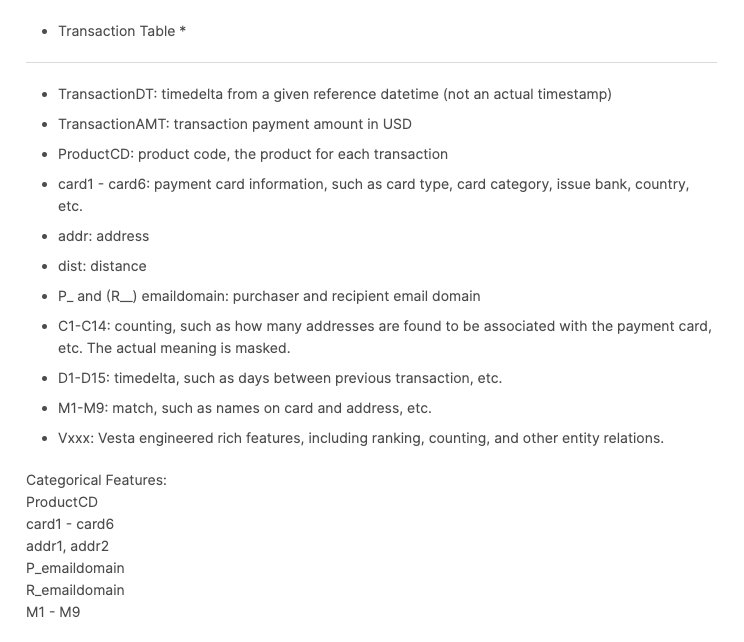 • Transaction Table *
• TransactionDT: timedelta from a given reference datetime (not an actual timestamp)
• TransactionAMT: transaction payment amount in USD
• ProductCD: product code, the product for each transaction
• card1 - card6: payment card information, such as card type, card category, issue bank, country,
etc.
• addr: address
• dist: distance
• P_ and (R__) emaildomain: purchaser and recipient email domain
• C1-C14: counting, such as how many addresses are found to be associated with the payment card,
etc. The actual meaning is masked.
• D1-D15: timedelta, such as days between previous transaction, etc.
• M1-M9: match, such as names on card and address, etc.
• Vxxx: Vesta engineered rich features, including ranking, counting, and other entity relations.
Categorical Features:
ProductCD
card1 - card6
addr1, addr2
P_emaildomain
R_emaildomain
M1 - M9